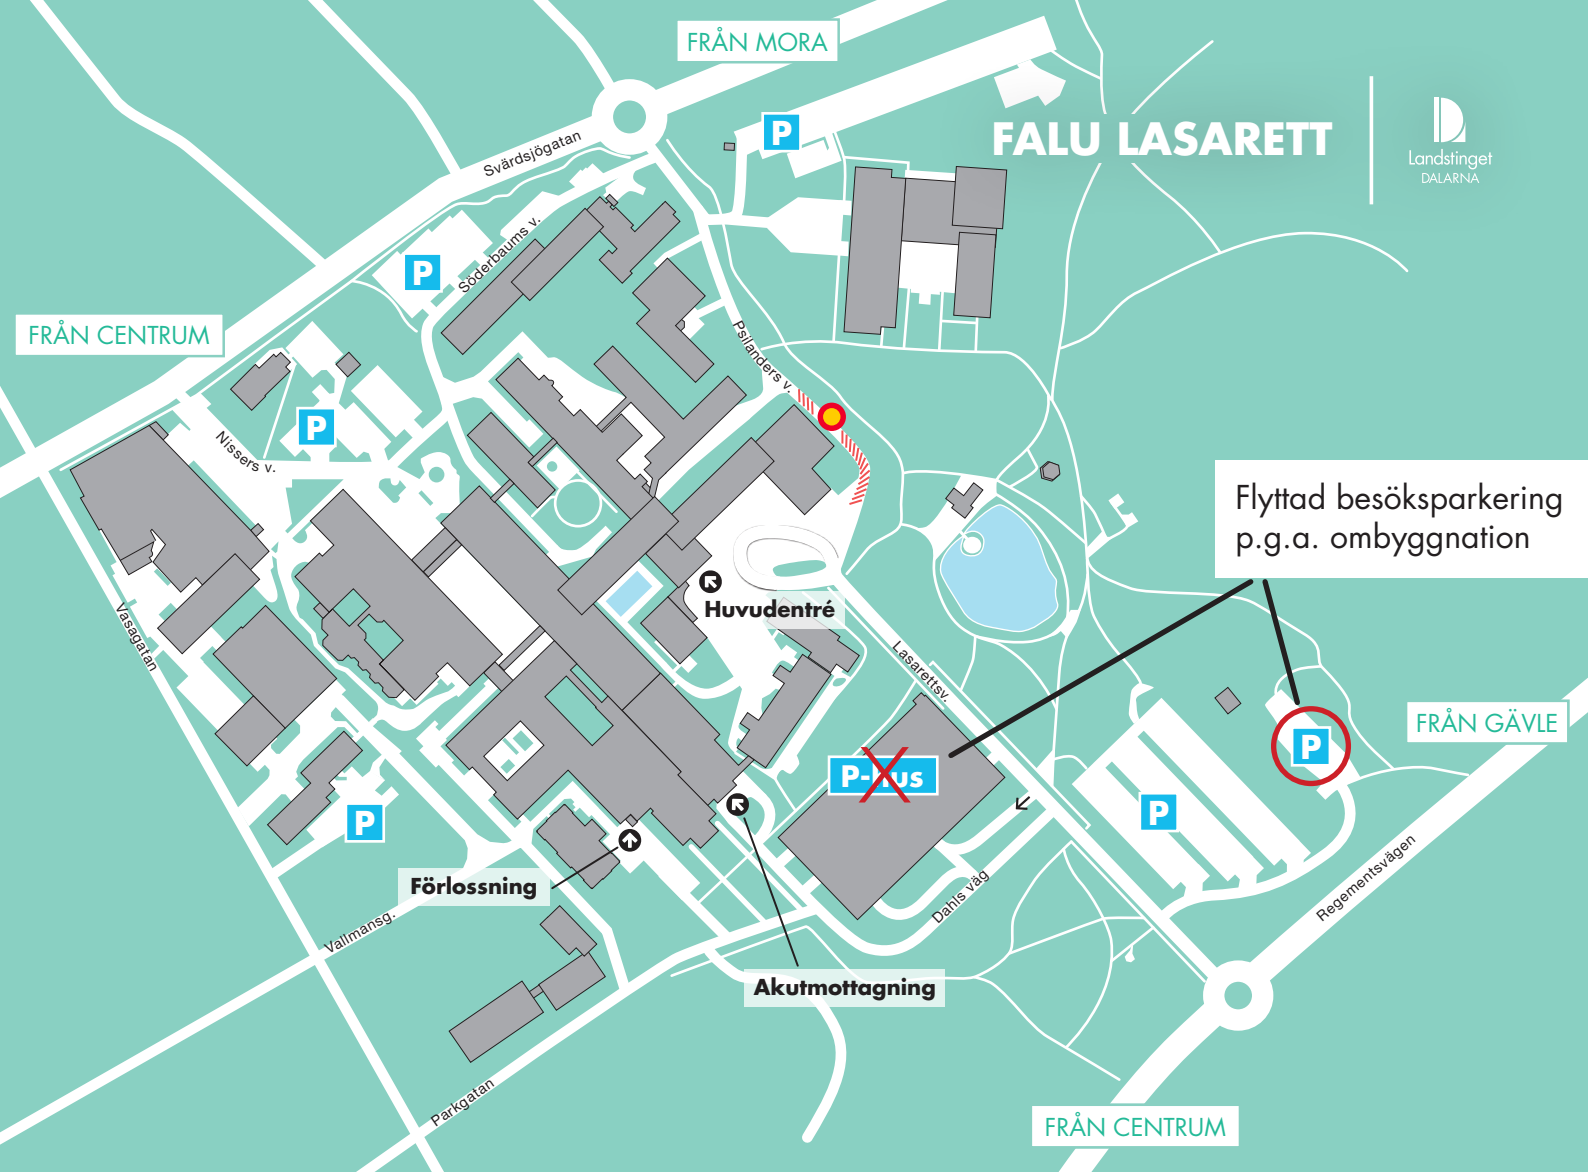 FRÅN MORA
FALU LASARETT
Landstinget
DALARNA
P
Svärdsjögatan
Söderbaums v.
P
FRÅN CENTRUM
Psilanders v.
P
Nissers v.
Flyttad besöksparkering
p.g.a. ombyggnation
Huvudentré
Vasagatan
Lasarettsv.
FRÅN GÄVLE
P
P-hus
P
P
Förlossning
Dahls väg
Regementsvägen
Vallmansg.
Akutmottagning
Parkgatan
FRÅN CENTRUM